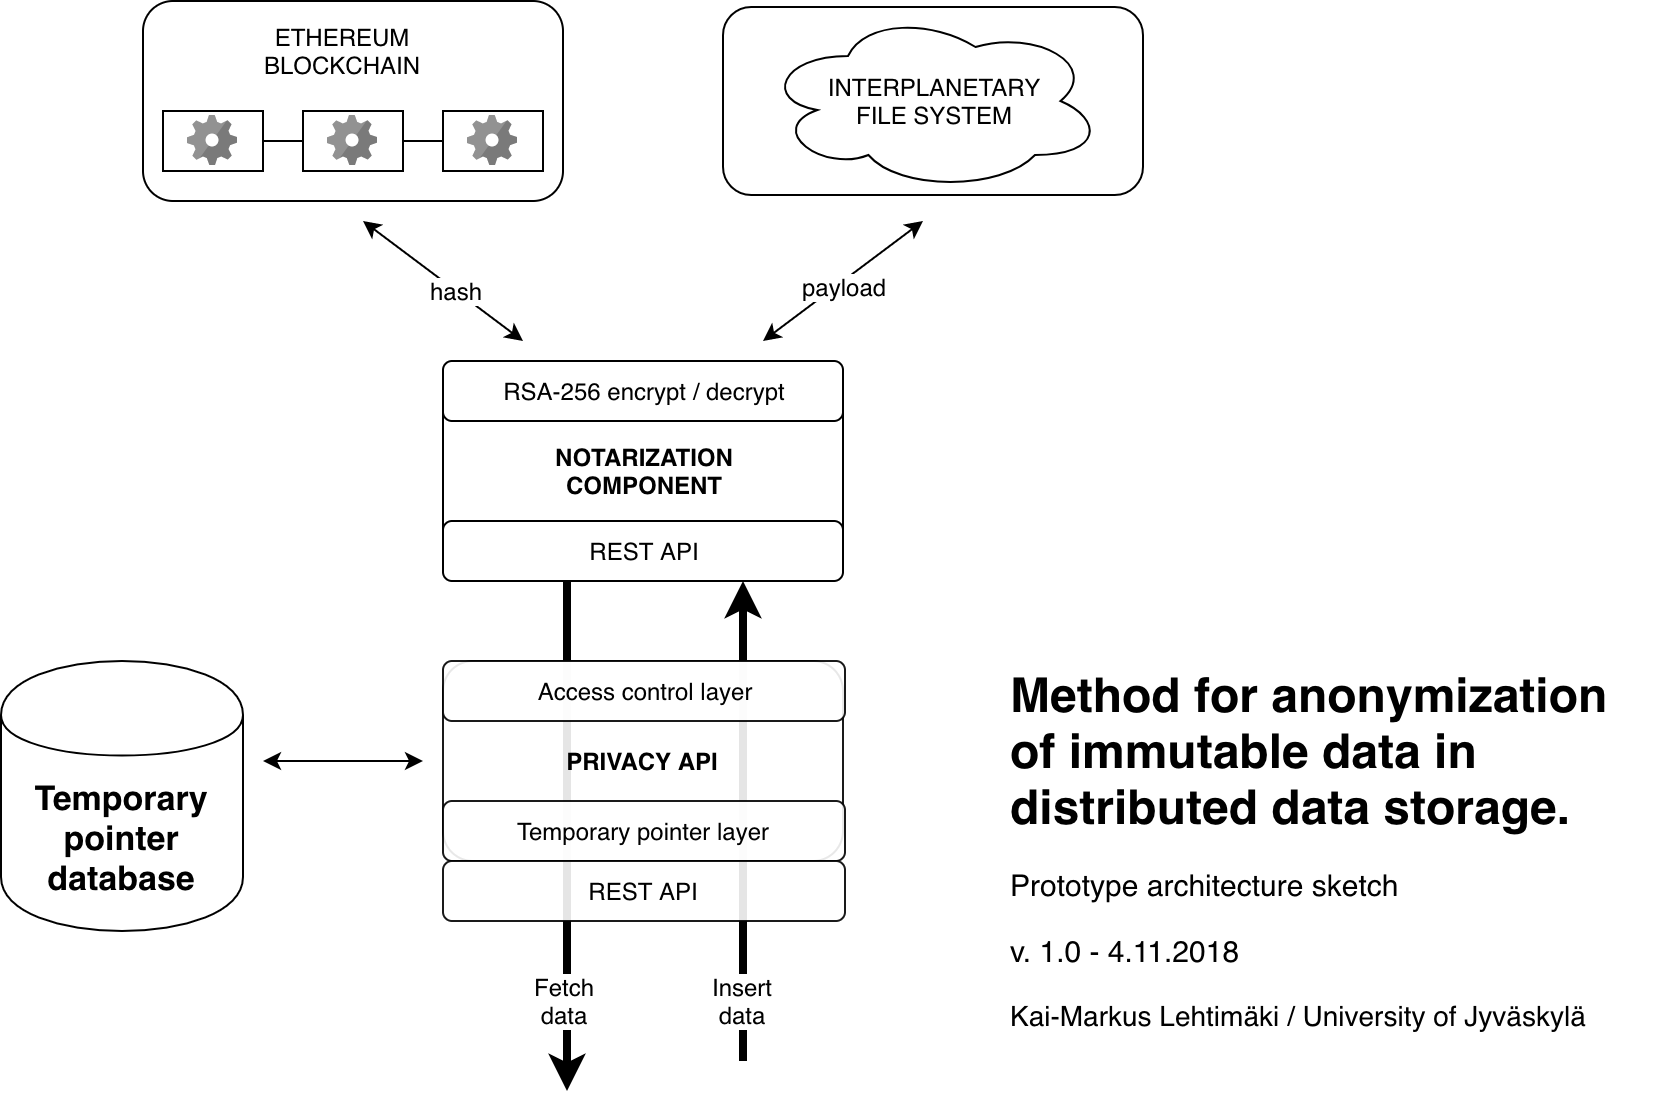 ETHEREUM
BLOCKCHAIN
INTERPLANETARY
FILE SYSTEM
hash
payload
RSA-256 encrypt / decrypt
NOTARIZATION
COMPONENT
REST API
Access control layer
PRIVACY API
Temporary pointer layer
REST API
Temporary
pointer
database
Fetch
data
Insert
data
Method for anonymization
of immutable data in
distributed data storage.
Prototype architecture sketch
v. 1.0 - 4.11.2018
Kai-Markus Lehtimäki / University of Jyväskylä